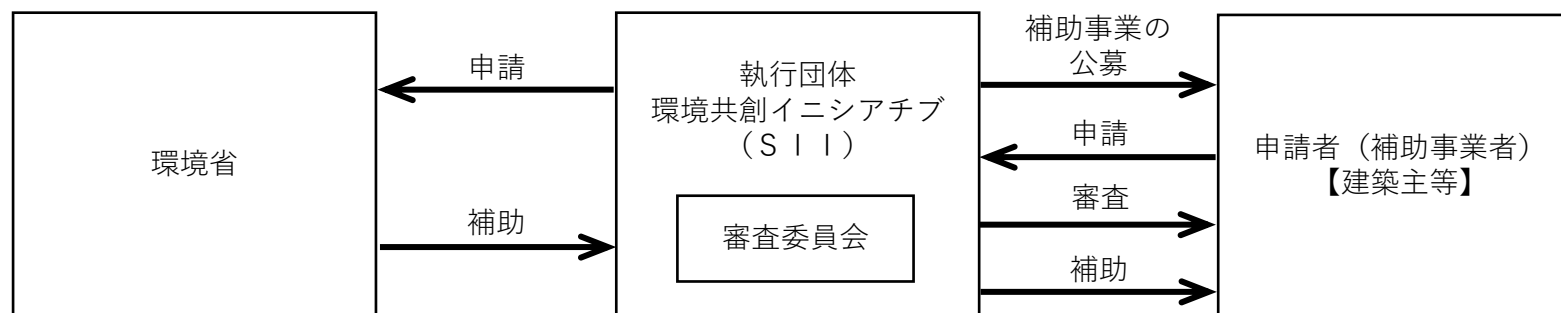 環境省
申請
補助
執行団体
環境共創イニシアチブ
（ＳＩＩ）
審査委員会
補助事業の
公募
申請
審査
補助
申請者（補助事業者）
【建築主等】